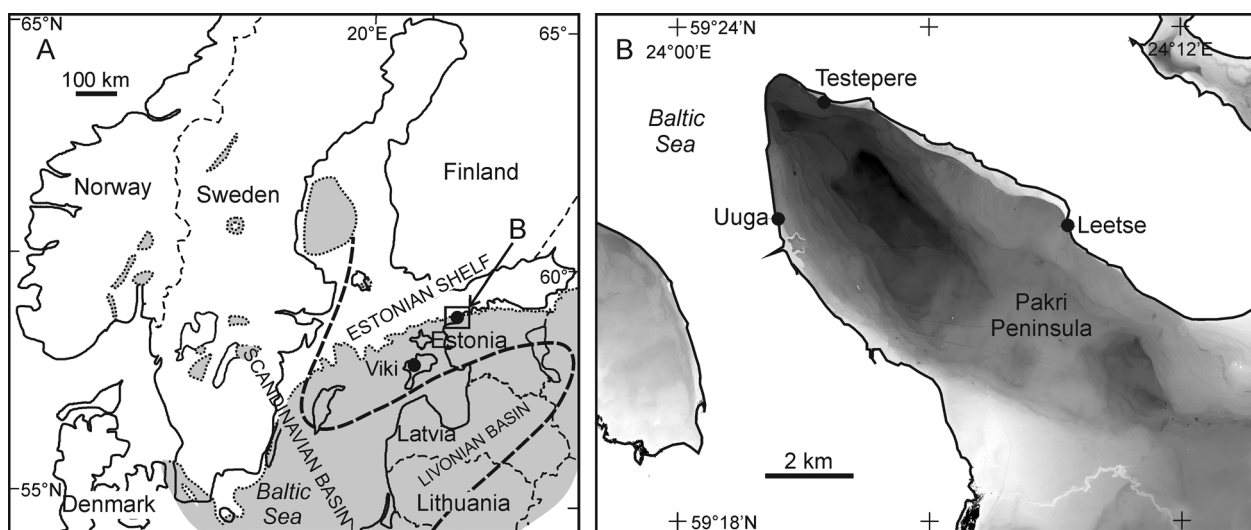 65°N
A
20°E
65°
100 km
Norway
Sweden
Finland
B
60°
ESTONIAN SHELF
Estonia
Viki
SCANDINAVIAN BASIN
Latvia
LIVONIAN BASIN
55°N
Denmark
Baltic
Sea
Lithuania
B
59°24'N
24°00'E
24°12'E
Testepere
Baltic
Sea
Uuga
Leetse
Pakri
Peninsula
2 km
59°18'N